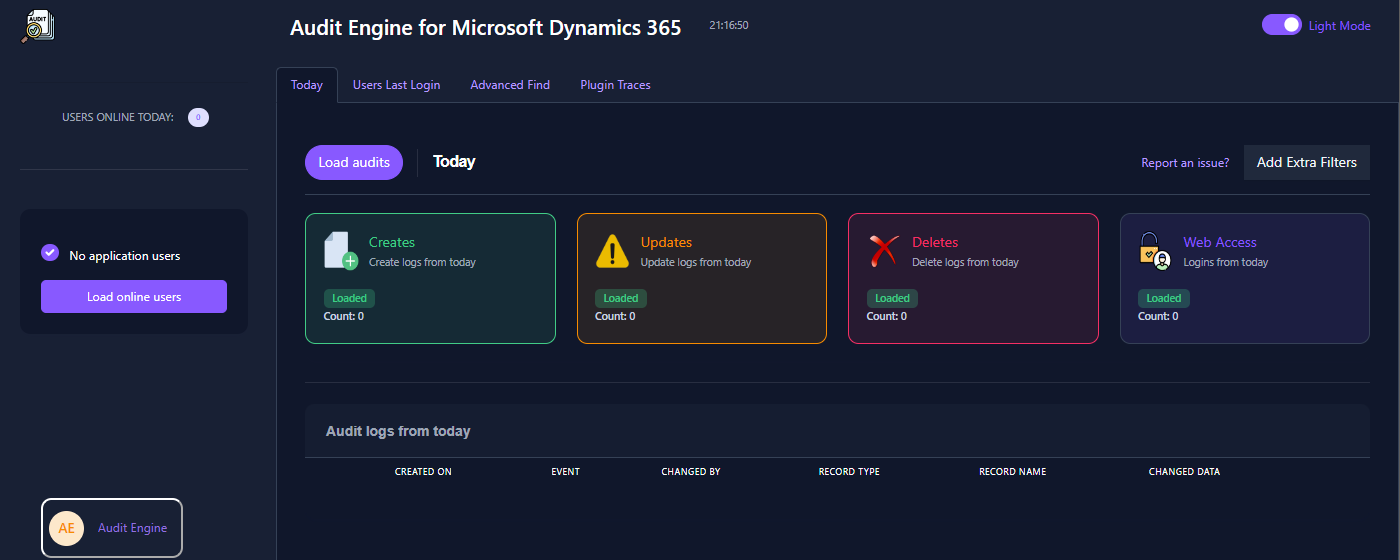 AUDIT
Audit Engine for Microsoft Dynamics 365
21:16:50
Light Mode
Today
Users Last Login
Advanced Find
Plugin Traces
USERS ONLINE TODAY:
0
No application users
Load online users
Load audits
Today
Report an issue?
Add Extra Filters
Creates
Create logs from today
Loaded
Count: 0
Updates
Update logs from today
Loaded
Count: 0
Deletes
Delete logs from today
Loaded
Count: 0
Web Access
Logins from today
Loaded
Count: 0
Audit logs from today
CREATED ON
EVENT
CHANGED BY
RECORD TYPE
RECORD NAME
CHANGED DATA
AE
Audit Engine